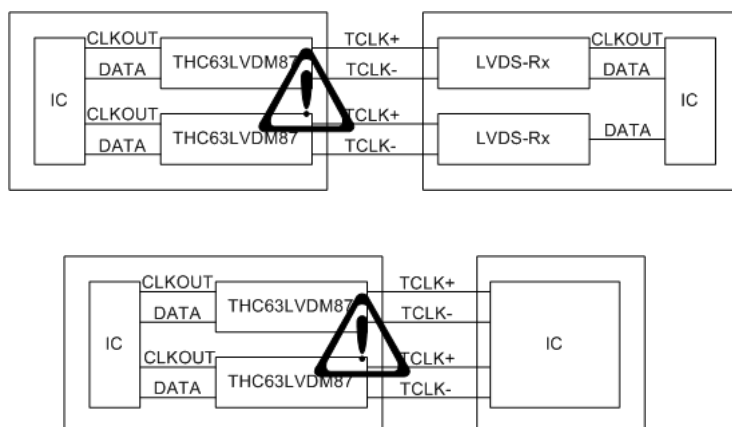 CLKOUT THC63LVDM87 TCLK+ LVDS-Rx CLKOUT
DATA TCLK- DATA
IC IC
CLKOUT THC63LVDM87 TCLK+ LVDS-Rx DATA
DATA TCLK-
CLKOUT THC63LVDM87 TCLK+
DATA TCLK-
IC IC
CLKOUT THC63LVDM87 TCLK+
DATA TCLK-